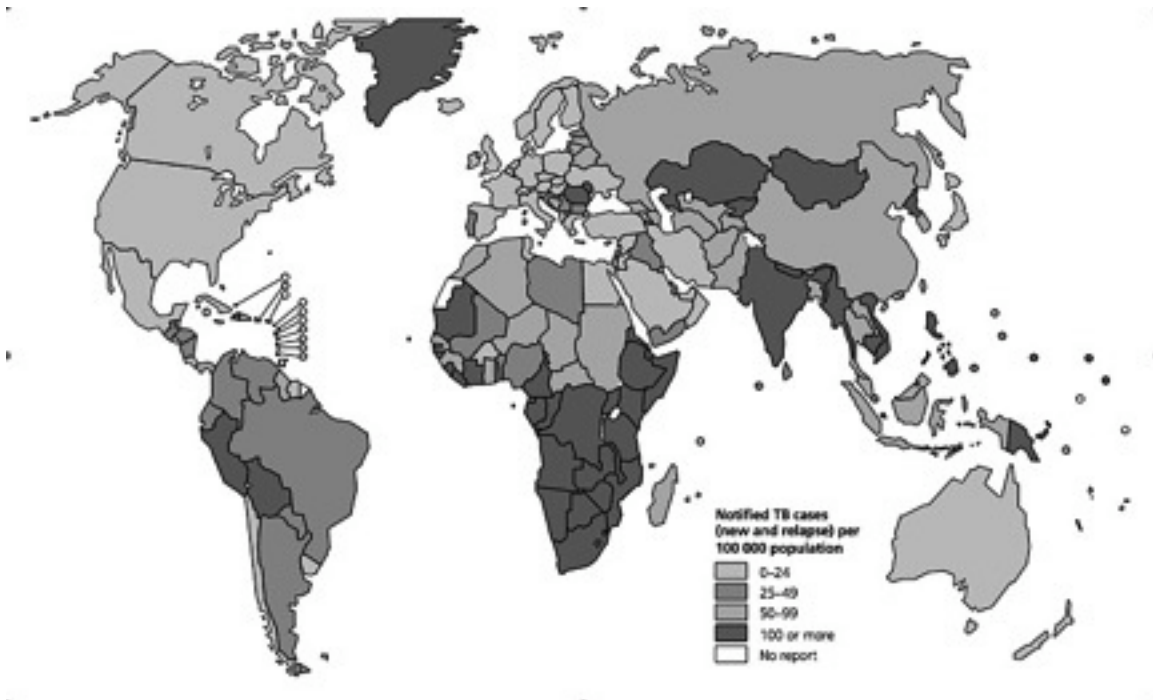 Notified TB cases
(new and relapse) per
100 000 population
0–24
25–49
50–99
100 or more
No report